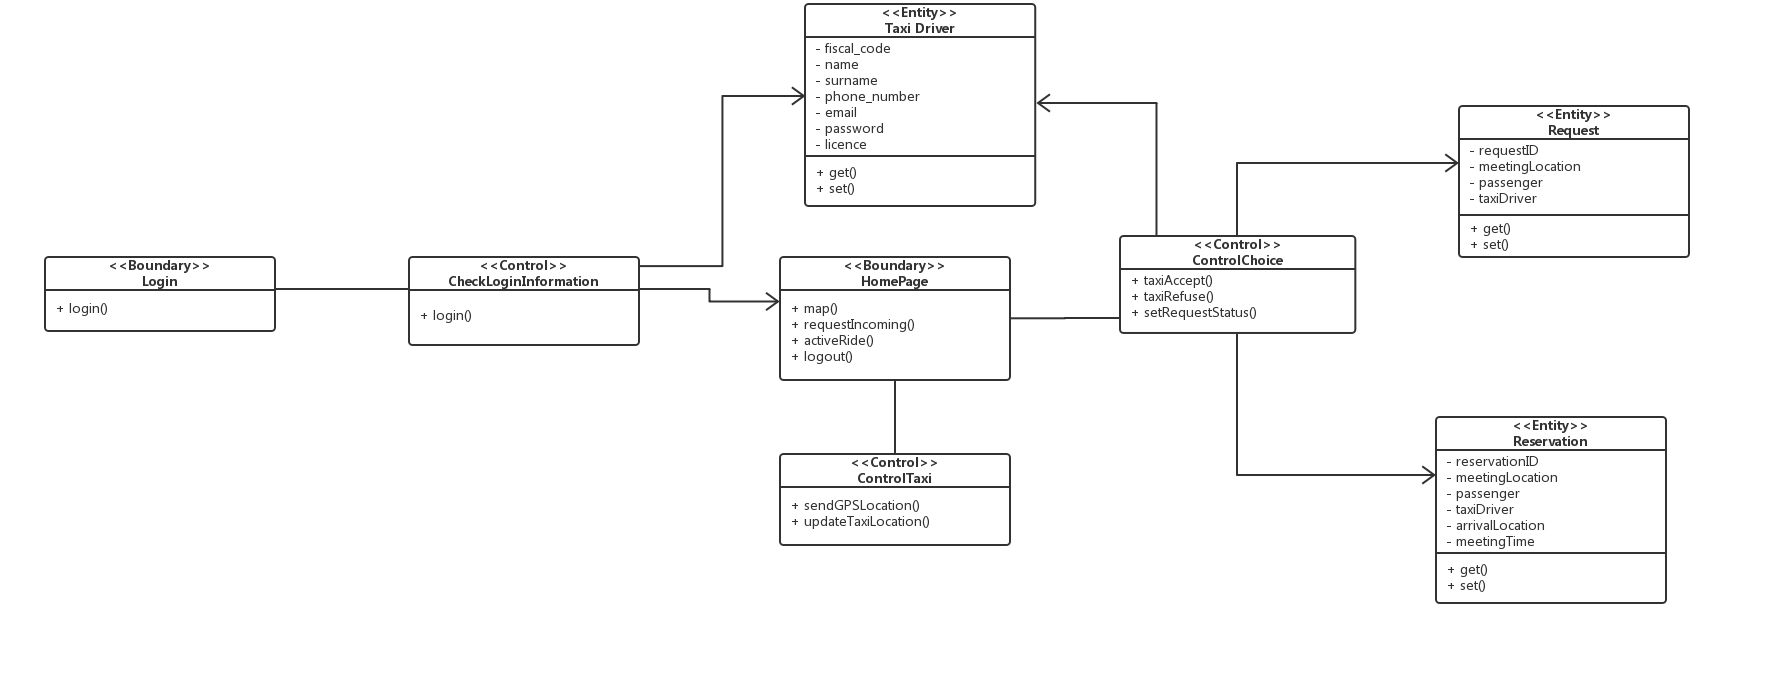 <<Entity>>
Taxi Driver
- fiscal_code
- name
- surname
- phone_number
- email
- password
- licence
+ get()
+ set()
<<Entity>>
Request
- requestID
- meetingLocation
- passenger
- taxiDriver
+ get()
+ set()
<<Boundary>>
Login
+ login()
<<Control>>
CheckLoginInformation
+ login()
<<Boundary>>
HomePage
+ map()
+ requestIncoming()
+ activeRide()
+ logout()
<<Control>>
ControlChoice
+ taxiAccept()
+ taxiRefuse()
+ setRequestStatus()
<<Control>>
ControlTaxi
+ sendGPSLocation()
+ updateTaxiLocation()
<<Entity>>
Reservation
- reservationID
- meetingLocation
- passenger
- taxiDriver
- arrivalLocation
- meetingTime
+ get()
+ set()